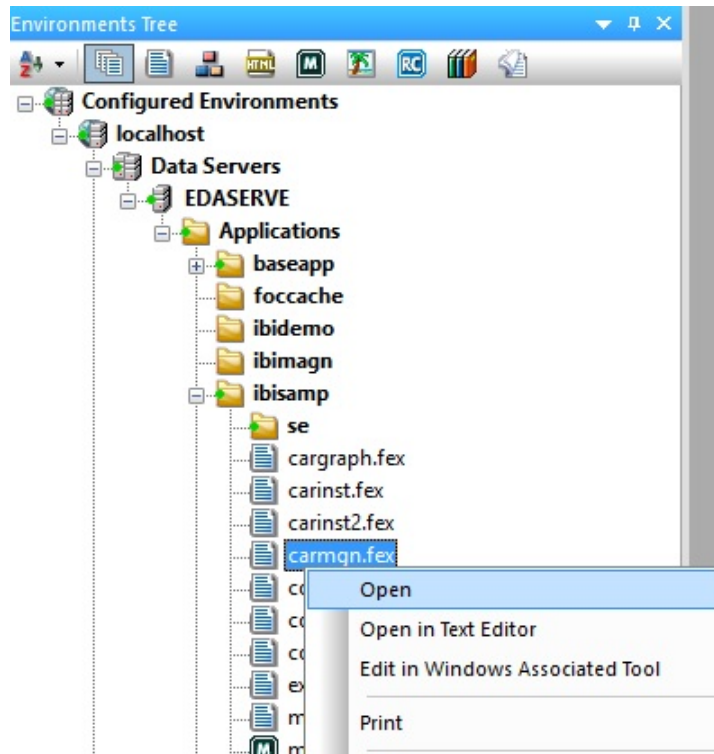 Environments Tree
HTML M RC
Configured Environments
localhost
Data Servers
EDASERVE
Applications
baseapp
foccache
ibidemo
ibimagn
ibisamp
se
cargraph.fex
carinst.fex
carinst2.fex
carmgn.fex
Open
Open in Text Editor
Edit in Windows Associated Tool
Print
M